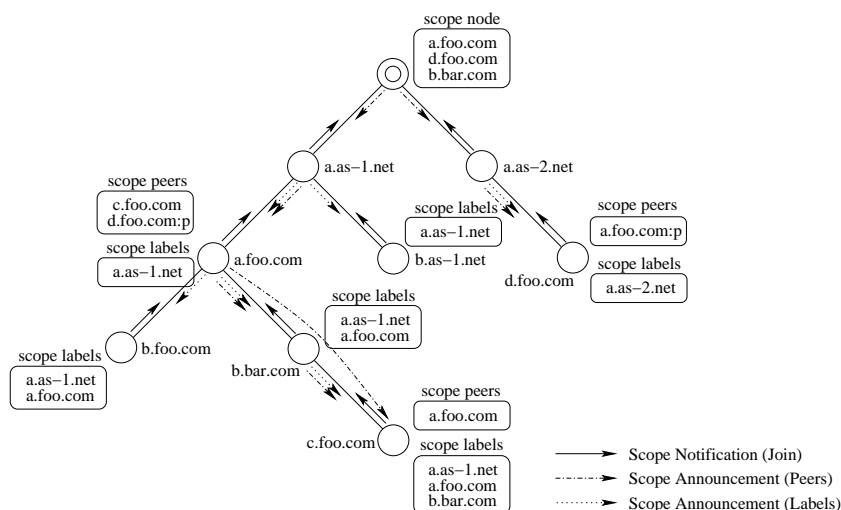 scope node
a.foo.com
d.foo.com
b.bar.com
a.as−1.net
a.as−2.net
scope peers
c.foo.com
d.foo.com:p
scope labels
a.as−1.net
a.foo.com
scope labels
a.as−1.net
b.as−1.net
scope peers
a.foo.com:p
d.foo.com
scope labels
a.as−2.net
scope labels
a.as−1.net
a.foo.com
b.foo.com
scope labels
a.as−1.net
a.foo.com
b.bar.com
scope peers
a.foo.com
c.foo.com
scope labels
a.as−1.net
a.foo.com
b.bar.com
Scope Notification (Join)
Scope Announcement (Peers)
Scope Announcement (Labels)